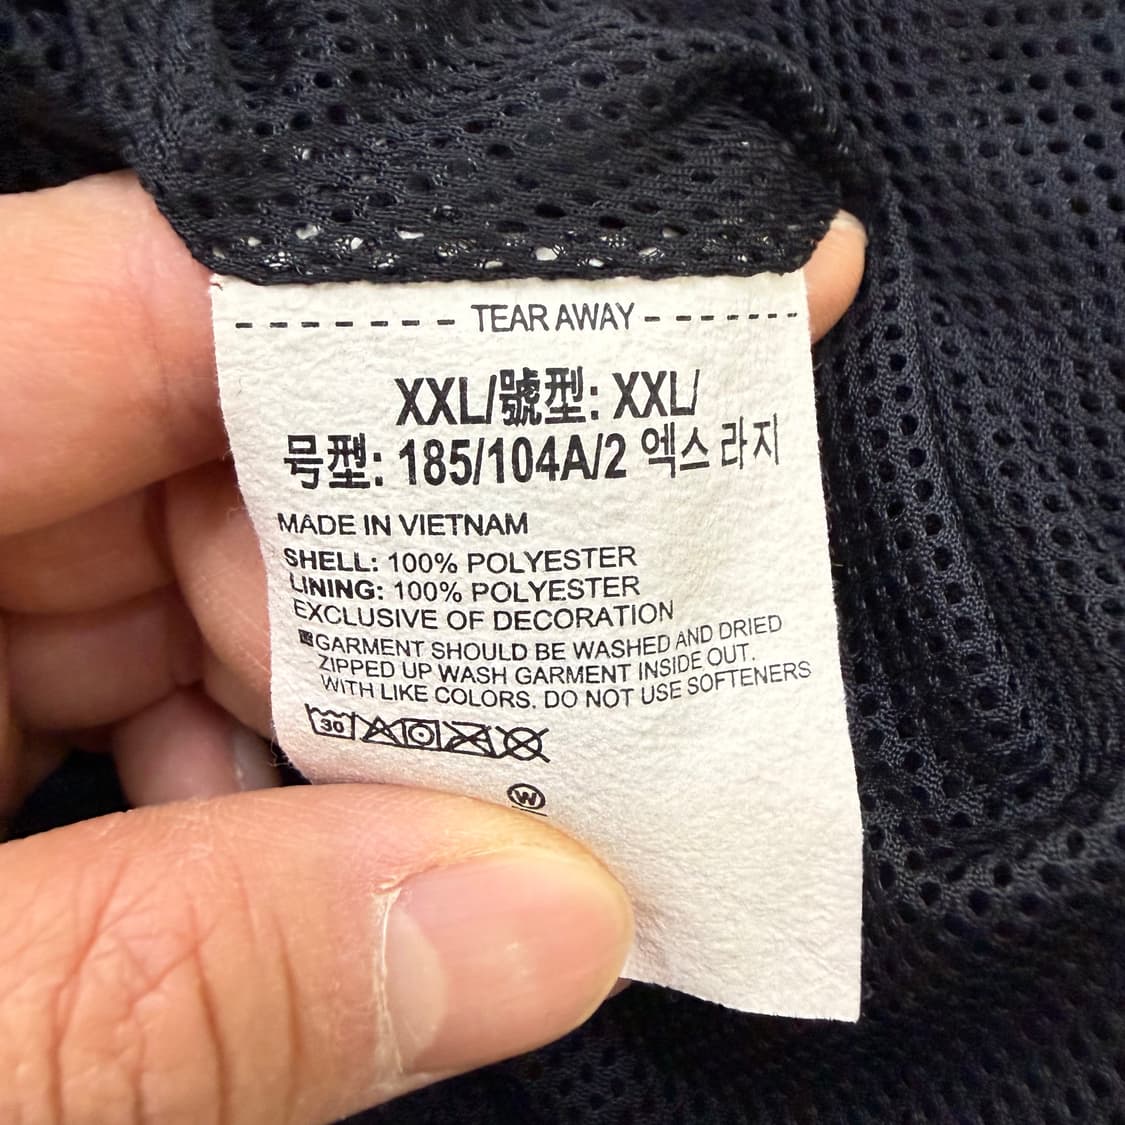 TEAR AWAY
XXL/號型: XXL/
号型: 185/104A/2 엑스 라지
MADE IN VIETNAM
SHELL: 100% POLYESTER
LINING: 100% POLYESTER
EXCLUSIVE OF DECORATION
GARMENT SHOULD BE WASHED AND DRIED
ZIPPED UP WASH GARMENT INSIDE OUT.
WITH LIKE COLORS. DO NOT USE SOFTENERS
30
W